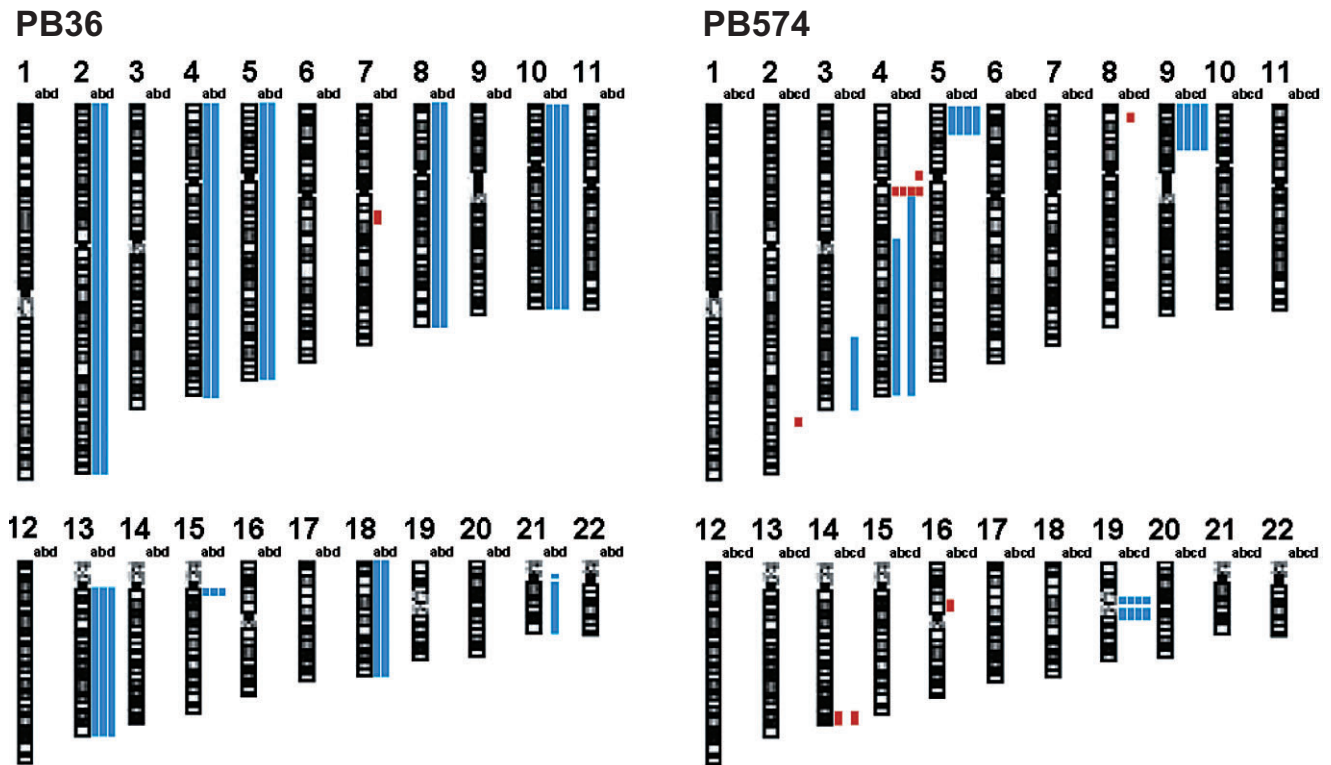 PB36 PB574
1 2 3 4 5 6 7 8 9 10 11 1 2 3 4 5 6 7 8 9 10 11
abd abd abd abd abd abd abd abd abd abd abd abcd abcd abcd abcd abcd abcd abcd abcd abcd abcd abcd
12 13 14 15 16 17 18 19 20 21 22 12 13 14 15 16 17 18 19 20 21 22
abd abd abd abd abd abd abd abd abd abd abd abcd abcd abcd abcd abcd abcd abcd abcd abcd abcd abcd